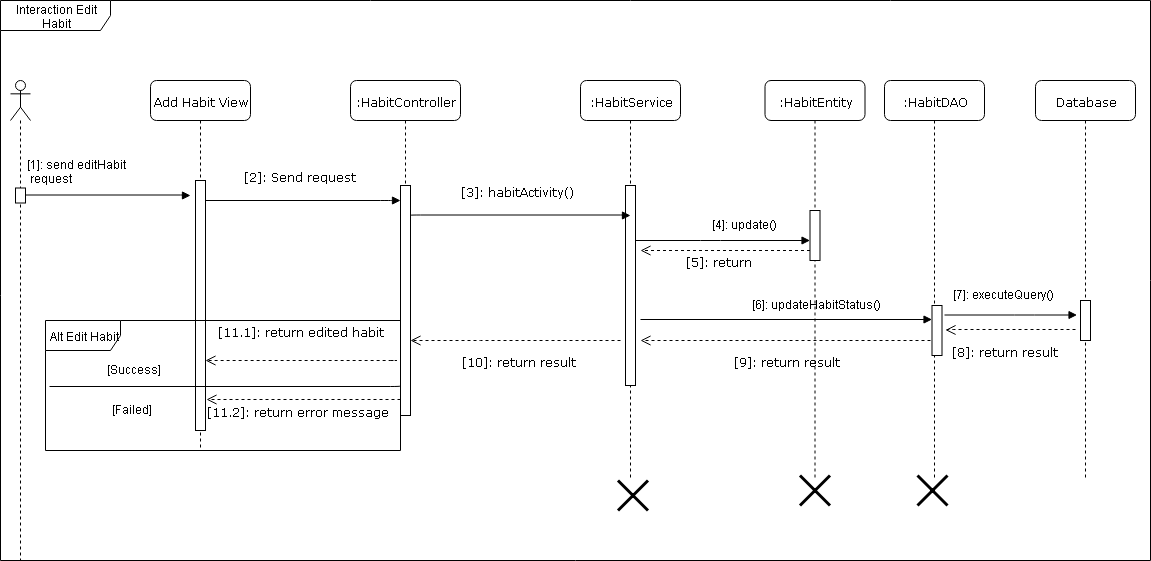 Interaction Edit
Habit
Add Habit View
:HabitController
:HabitService
:HabitEntity
:HabitDAO
Database
[1]: send editHabit
request
[2]: Send request
[3]: habitActivity()
[4]: update()
[5]: return
[6]: updateHabitStatus()
[7]: executeQuery()
[8]: return result
[9]: return result
[10]: return result
Alt Edit Habit
[11.1]: return edited habit
[Success]
[Failed]
[11.2]: return error message